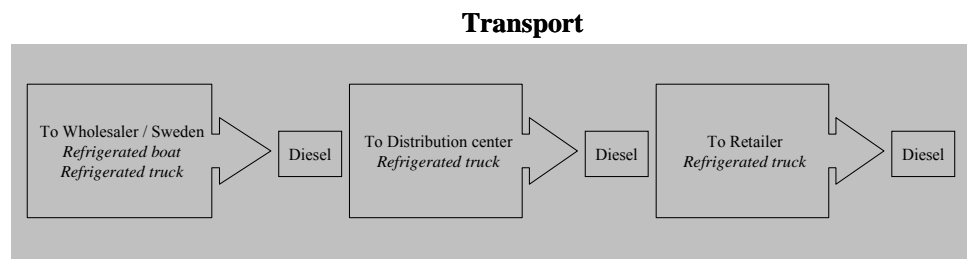 Transport
To Wholesaler / Sweden
Refrigerated boat
Refrigerated truck
Diesel
To Distribution center
Refrigerated truck
Diesel
To Retailer
Refrigerated truck
Diesel